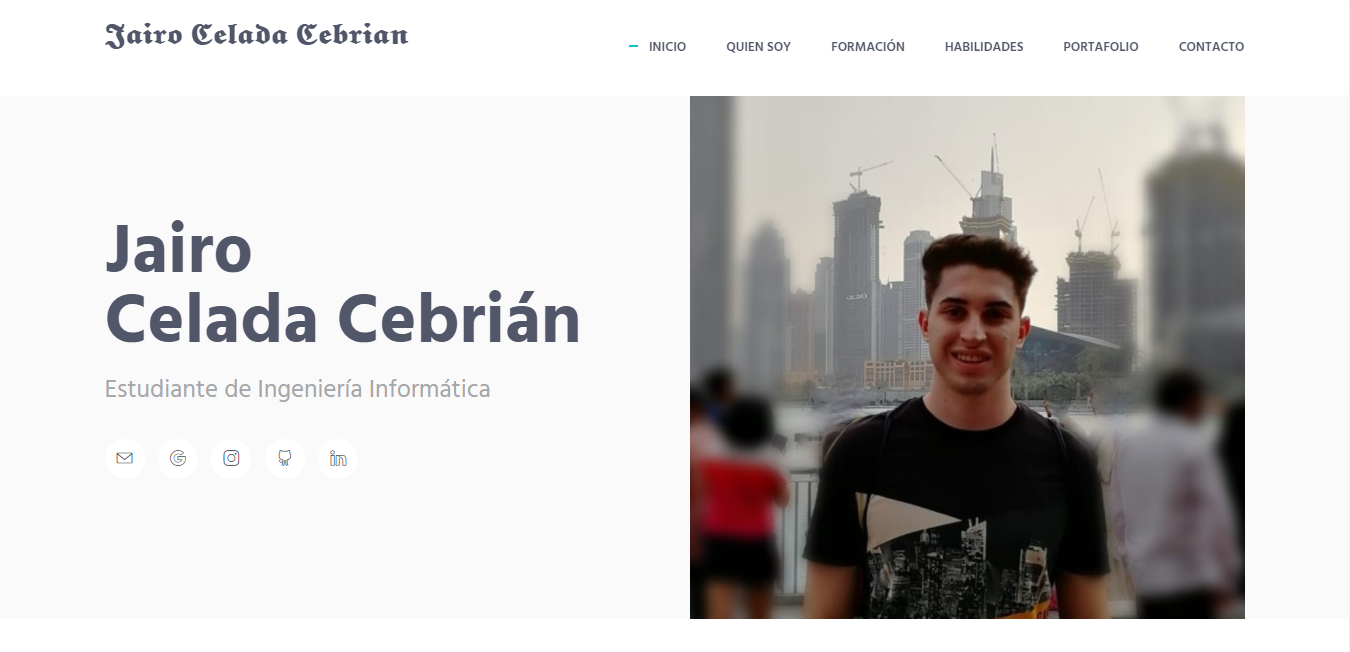 Jairo Celada Cebrian
INICIO QUIEN SOY FORMACIÓN HABILIDADES PORTAFOLIO CONTACTO
Jairo
Celada Cebrián
Estudiante de Ingeniería Informática